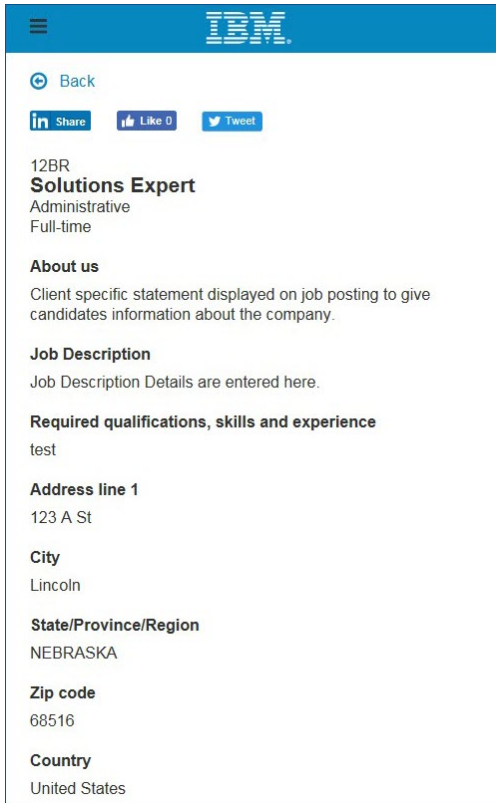 IBM.
Back
in Share
Like 0
Tweet
12BR
Solutions Expert
Administrative
Full-time
About us
Client specific statement displayed on job posting to give
candidates information about the company.
Job Description
Job Description Details are entered here.
Required qualifications, skills and experience
test
Address line 1
123 A St
City
Lincoln
State/Province/Region
NEBRASKA
Zip code
68516
Country
United States